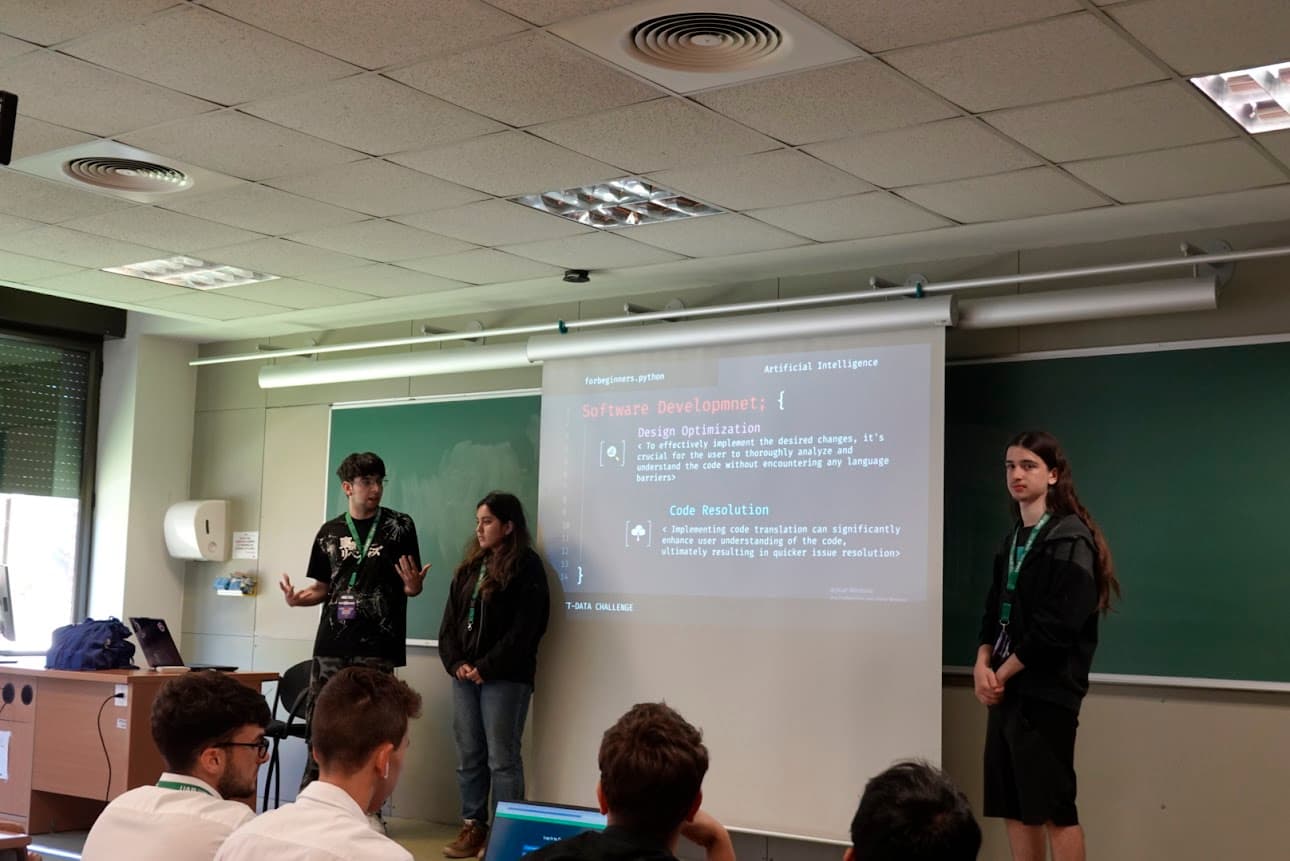 forbeginners.python
Artificial Intelligence
Software Developmnet; {
Design Optimization
< To effectively implement the desired changes, it's
crucial for the user to thoroughly analyze and
understand the code without encountering any language
barriers>
Code Resolution
< Implementing code translation can significantly
enhance user understanding of the code,
ultimately resulting in quicker issue resolution>
}
T-DATA CHALLENGE
UAB